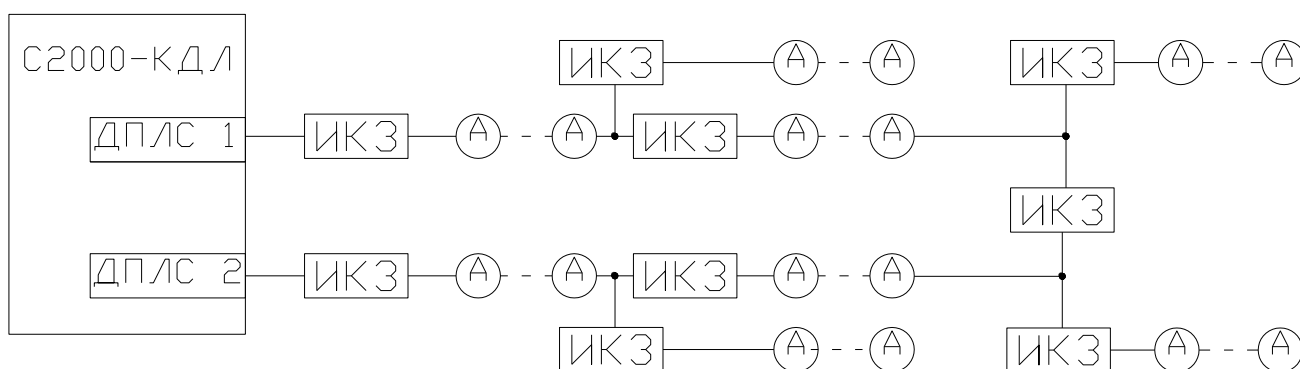 С2000-КДЛ
ИКЗ А А ИКЗ А А
ДПЛС 1 ИКЗ А А ИКЗ А А
ИКЗ
ДПЛС 2 ИКЗ А А ИКЗ А А
ИКЗ А А ИКЗ А А